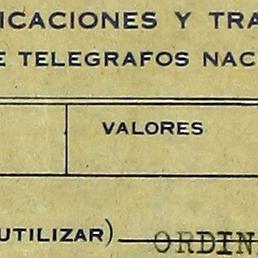 ICACIONES Y TRA
E TELEGRAFOS NAC
VALORES
UTILIZAR) ORDIN